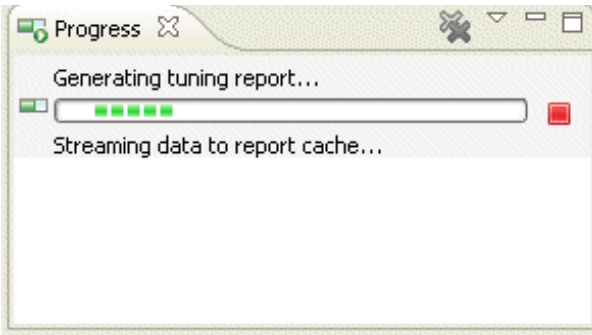 Progress
Generating tuning report...
Streaming data to report cache...